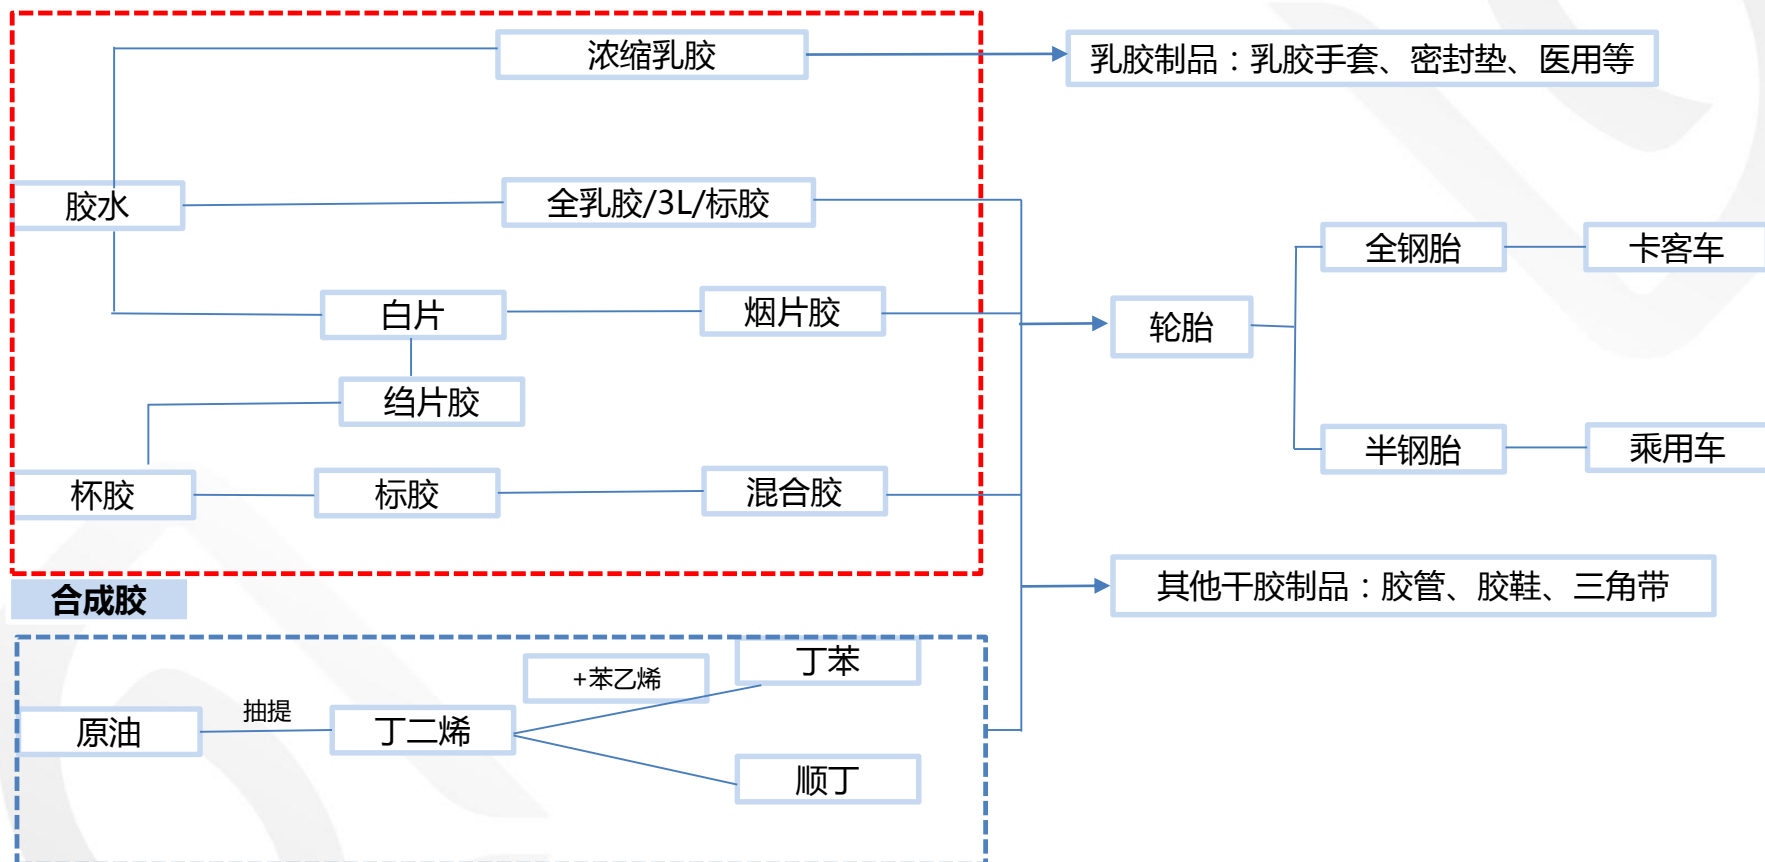 浓缩乳胶
乳胶制品：乳胶手套、密封垫、医用等
胶水
全乳胶/3L/标胶
全钢胎
卡客车
白片
烟片胶
轮胎
绉片胶
半钢胎
乘用车
杯胶
标胶
混合胶
合成胶
其他干胶制品：胶管、胶鞋、三角带
+苯乙烯
丁苯
原油
抽提
丁二烯
顺丁